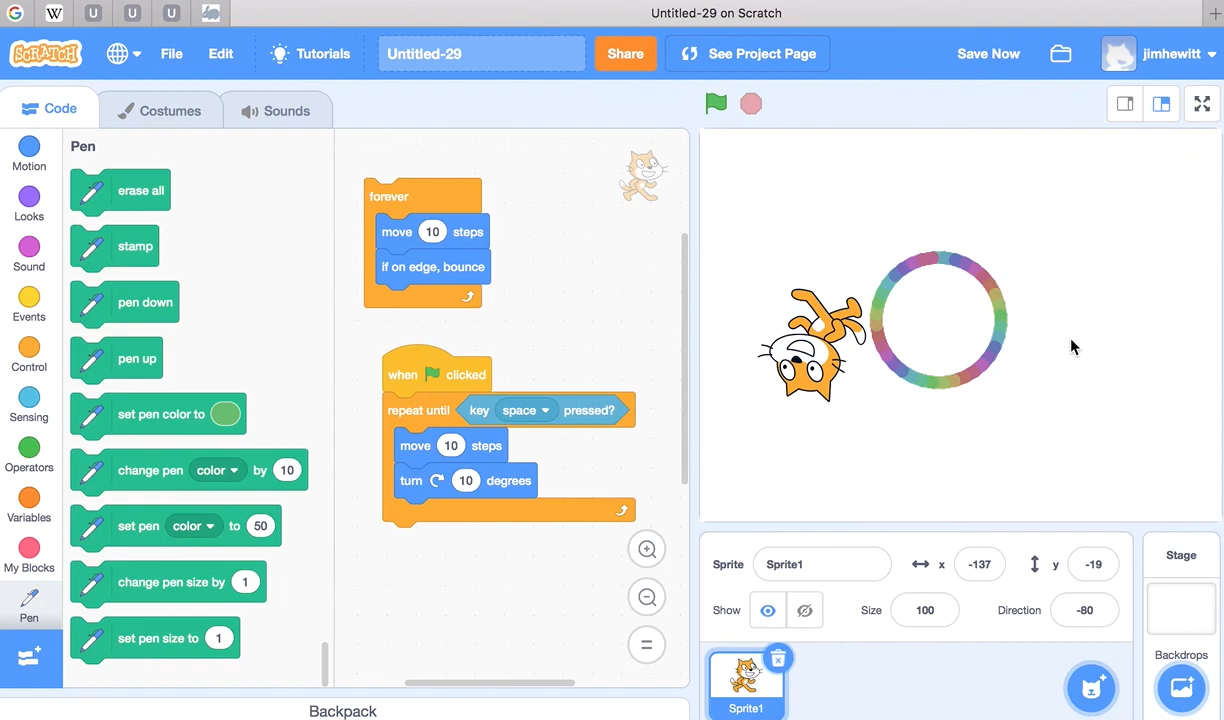 G W U U U
Untitled-29 on Scratch
SCRATCH File Edit Tutorials Untitled-29 Share See Project Page Save Now jimhewitt
Code Costumes Sounds
Motion
Looks
Sound
Events
Control
Sensing
Operators
Variables
My Blocks
Pen
Pen
erase all
stamp
pen down
pen up
set pen color to
change pen color by 10
set pen color to 50
change pen size by 1
set pen size to 1
forever
move 10 steps
if on edge, bounce
when clicked
repeat until key space pressed?
move 10 steps
turn 10 degrees
Backpack
Sprite Sprite1 x -137 y -19
Show Size 100 Direction -80
Sprite1
Stage
Backdrops